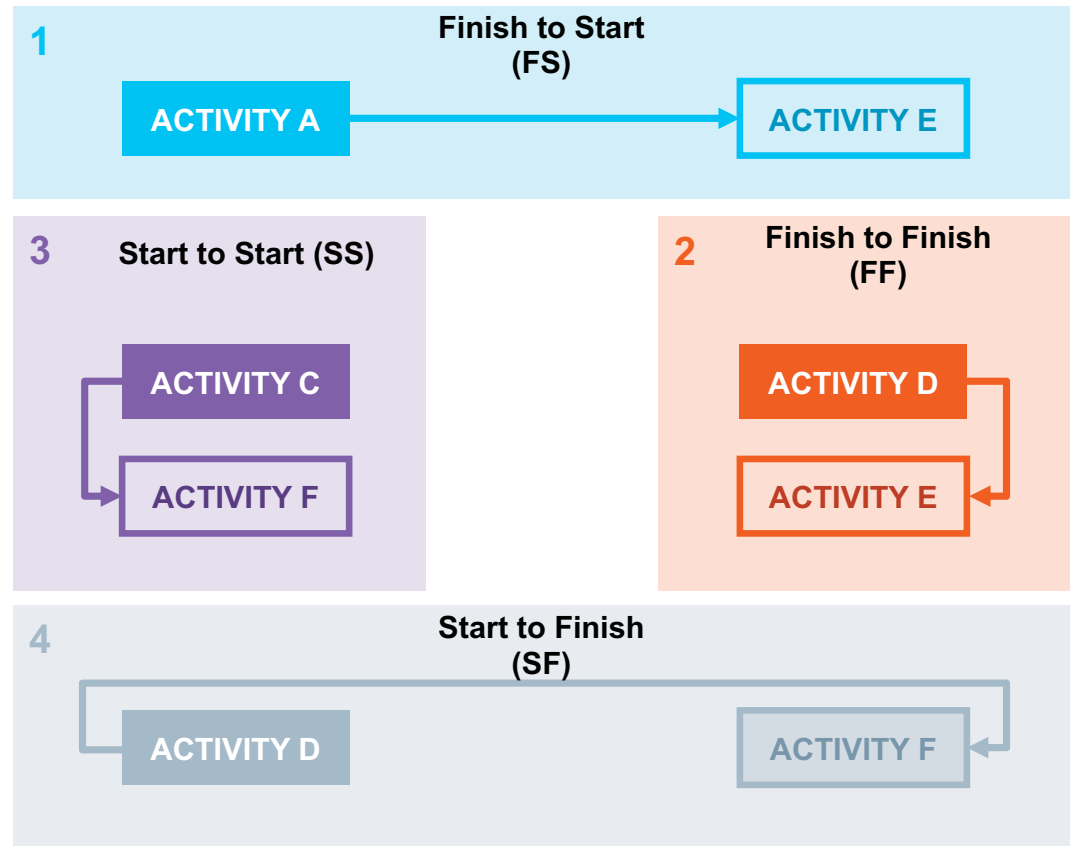 1
Finish to Start
(FS)
ACTIVITY A
ACTIVITY E
3
Start to Start (SS)
ACTIVITY C
ACTIVITY F
2
Finish to Finish
(FF)
ACTIVITY D
ACTIVITY E
4
Start to Finish
(SF)
ACTIVITY D
ACTIVITY F